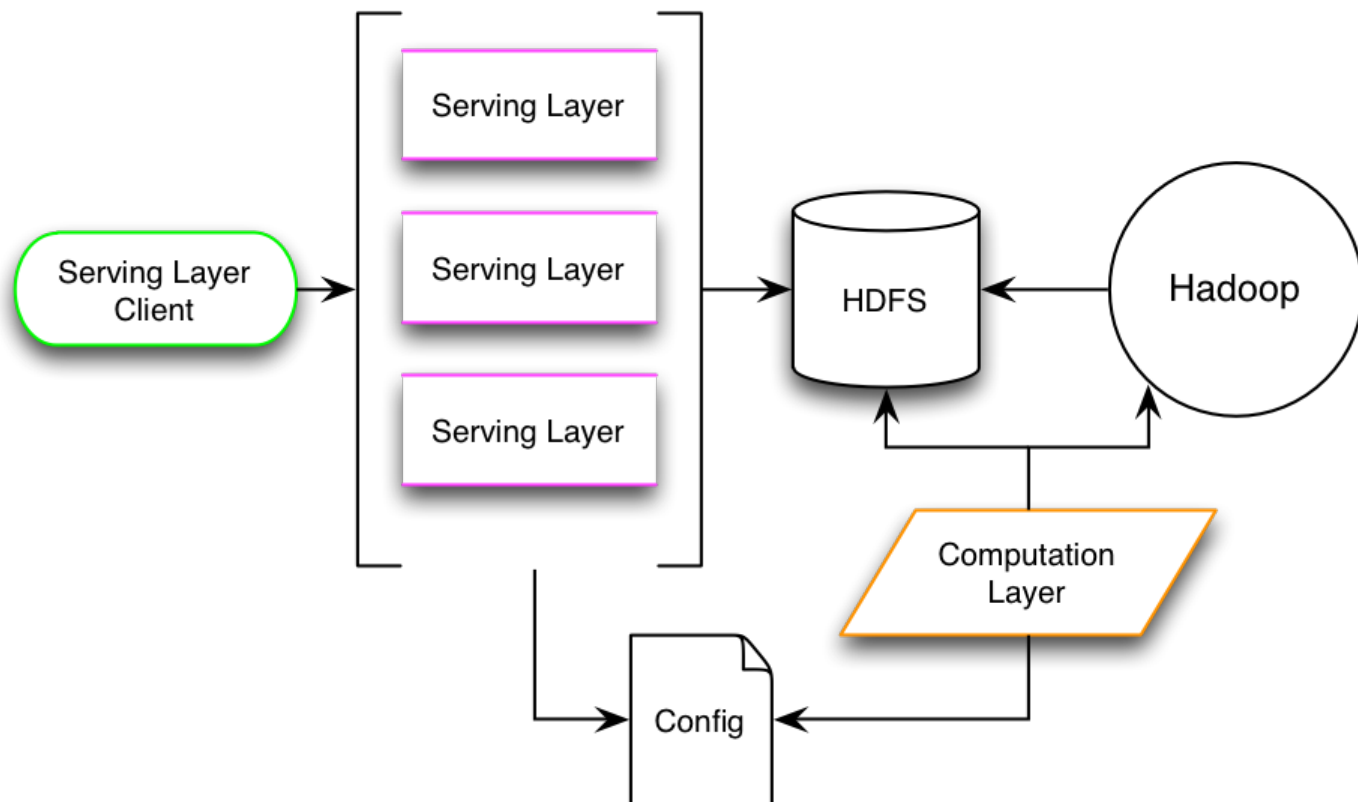 Serving Layer
Serving Layer
Client
Serving Layer
Serving Layer
HDFS
Hadoop
Computation
Layer
Config